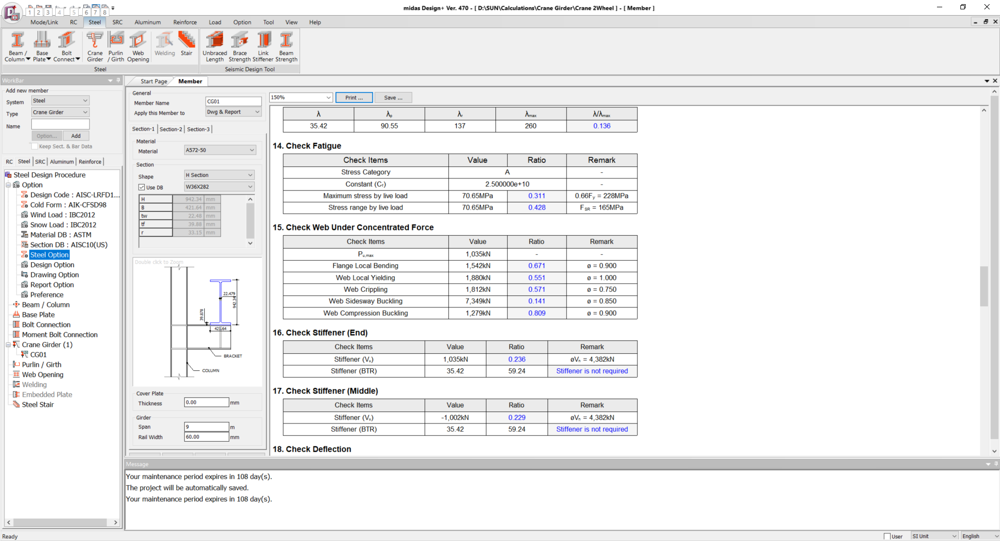 midas Design+ Ver. 470 - [ D:\SUN\Calculations\Crane Girder\Crane 2Wheel ] - [ Member ]
1 2 4 5 6 7 8
Mode/Link RC Steel SRC Aluminum Reinforce Load Option Tool View Help
Beam / Column Base Plate Bolt Connect Crane Girder Purlin / Girth Web Opening Welding Stair Unbraced Length Brace Strength Link Stiffener Beam Strength
Steel Seismic Design Tool
WorkBar
Add new member
System Steel
Type Crane Girder
Name
Option... Add
Keep Sect. & Bar Data
RC Steel SRC Aluminum Reinforce
Steel Design Procedure
Option
Design Code : AISC-LRFD1...
Cold Form : AIK-CFSD98
Wind Load : IBC2012
Snow Load : IBC2012
Material DB : ASTM
Section DB : AISC10(US)
Steel Option
Design Option
Drawing Option
Report Option
Preference
Beam / Column
Base Plate
Bolt Connection
Moment Bolt Connection
Crane Girder (1)
CG01
Purlin / Girth
Web Opening
Welding
Embedded Plate
Steel Stair
Start Page Member
General
Member Name CG01
Apply this Member to Dwg & Report
Section-1 Section-2 Section-3
Material
Material A572-50
Section
Shape H Section
Use DB W36X282
H 942.34 mm
B 421.64 mm
tw 22.48 mm
tf 39.88 mm
r 33.15 mm
Double click to Zoom
22.479
942.34
39.878
421.64
BRACKET
COLUMN
Cover Plate
Thickness 0.00 mm
Girder
Span 9 m
Rail Width 60.00 mm
150% Print ... Save ...
λ λp λr λmax λ/λmax
35.42 90.55 137 260 0.136
14. Check Fatigue
Check Items Value Ratio Remark
Stress Category A -
Constant (Cf) 2.500000e+10 -
Maximum stress by live load 70.65MPa 0.311 0.66Fy = 228MPa
Stress range by live load 70.65MPa 0.428 FSR = 165MPa
15. Check Web Under Concentrated Force
Check Items Value Ratio Remark
Pu,max 1,035kN - -
Flange Local Bending 1,542kN 0.671 ø = 0.900
Web Local Yielding 1,880kN 0.551 ø = 1.000
Web Crippling 1,812kN 0.571 ø = 0.750
Web Sidesway Buckling 7,349kN 0.141 ø = 0.850
Web Compression Buckling 1,279kN 0.809 ø = 0.900
16. Check Stiffener (End)
Check Items Value Ratio Remark
Stiffener (Vu) 1,035kN 0.236 øVn = 4,382kN
Stiffener (BTR) 35.42 59.24 Stiffener is not required
17. Check Stiffener (Middle)
Check Items Value Ratio Remark
Stiffener (Vu) -1,002kN 0.229 øVn = 4,382kN
Stiffener (BTR) 35.42 59.24 Stiffener is not required
18. Check Deflection
Message
Your maintenance period expires in 108 day(s).
The project will be automatically saved.
Your maintenance period expires in 108 day(s).
Ready User SI Unit English